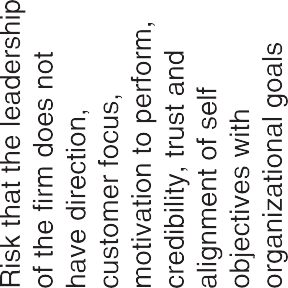 Risk that the leadership
of the firm does not
have direction,
customer focus,
motivation to perform,
credibility, trust and
alignment of self
objectives with
organizational goals